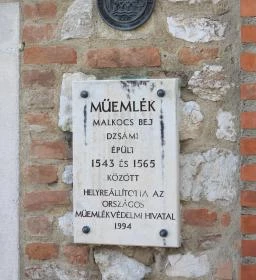 MŰEMLÉK
MALKOCS BEJ
DZSÁMI
ÉPÜLT
1543 ÉS 1565
KÖZÖTT
HELYREÁLLÍTOTTA AZ
ORSZÁGOS
MŰEMLÉKVÉDELMI HIVATAL
1994